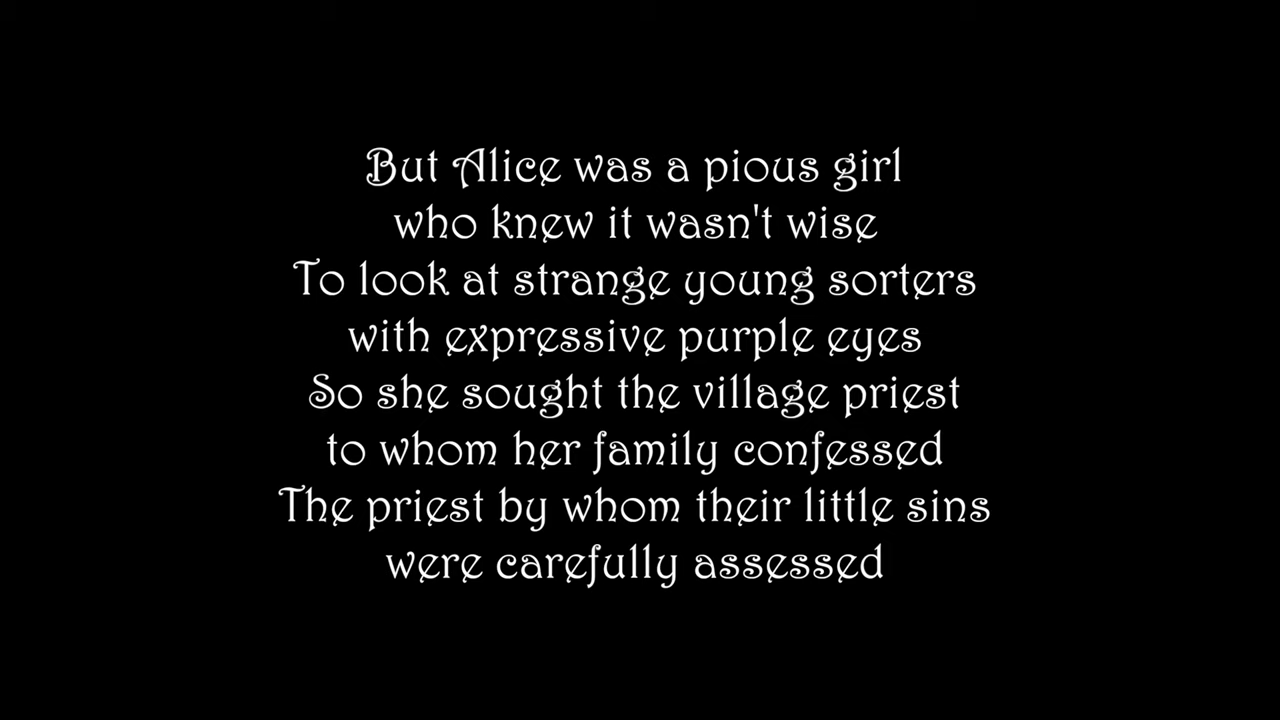 But Alice was a pious girl
who knew it wasn't wise
To look at strange young sorters
with expressive purple eyes
So she sought the village priest
to whom her family confessed
The priest by whom their little sins
were carefully assessed